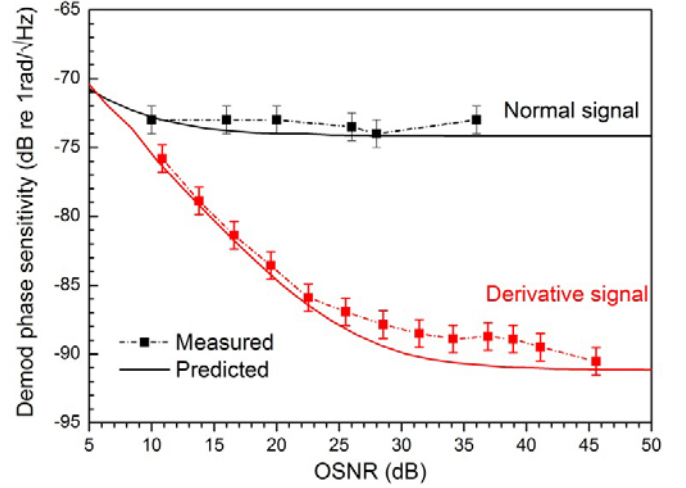 -65
-70
-75
-80
-85
-90
-95
Demod phase sensitivity (dB re 1rad/√Hz)
Normal signal
Derivative signal
Measured
Predicted
5 10 15 20 25 30 35 40 45 50
OSNR (dB)